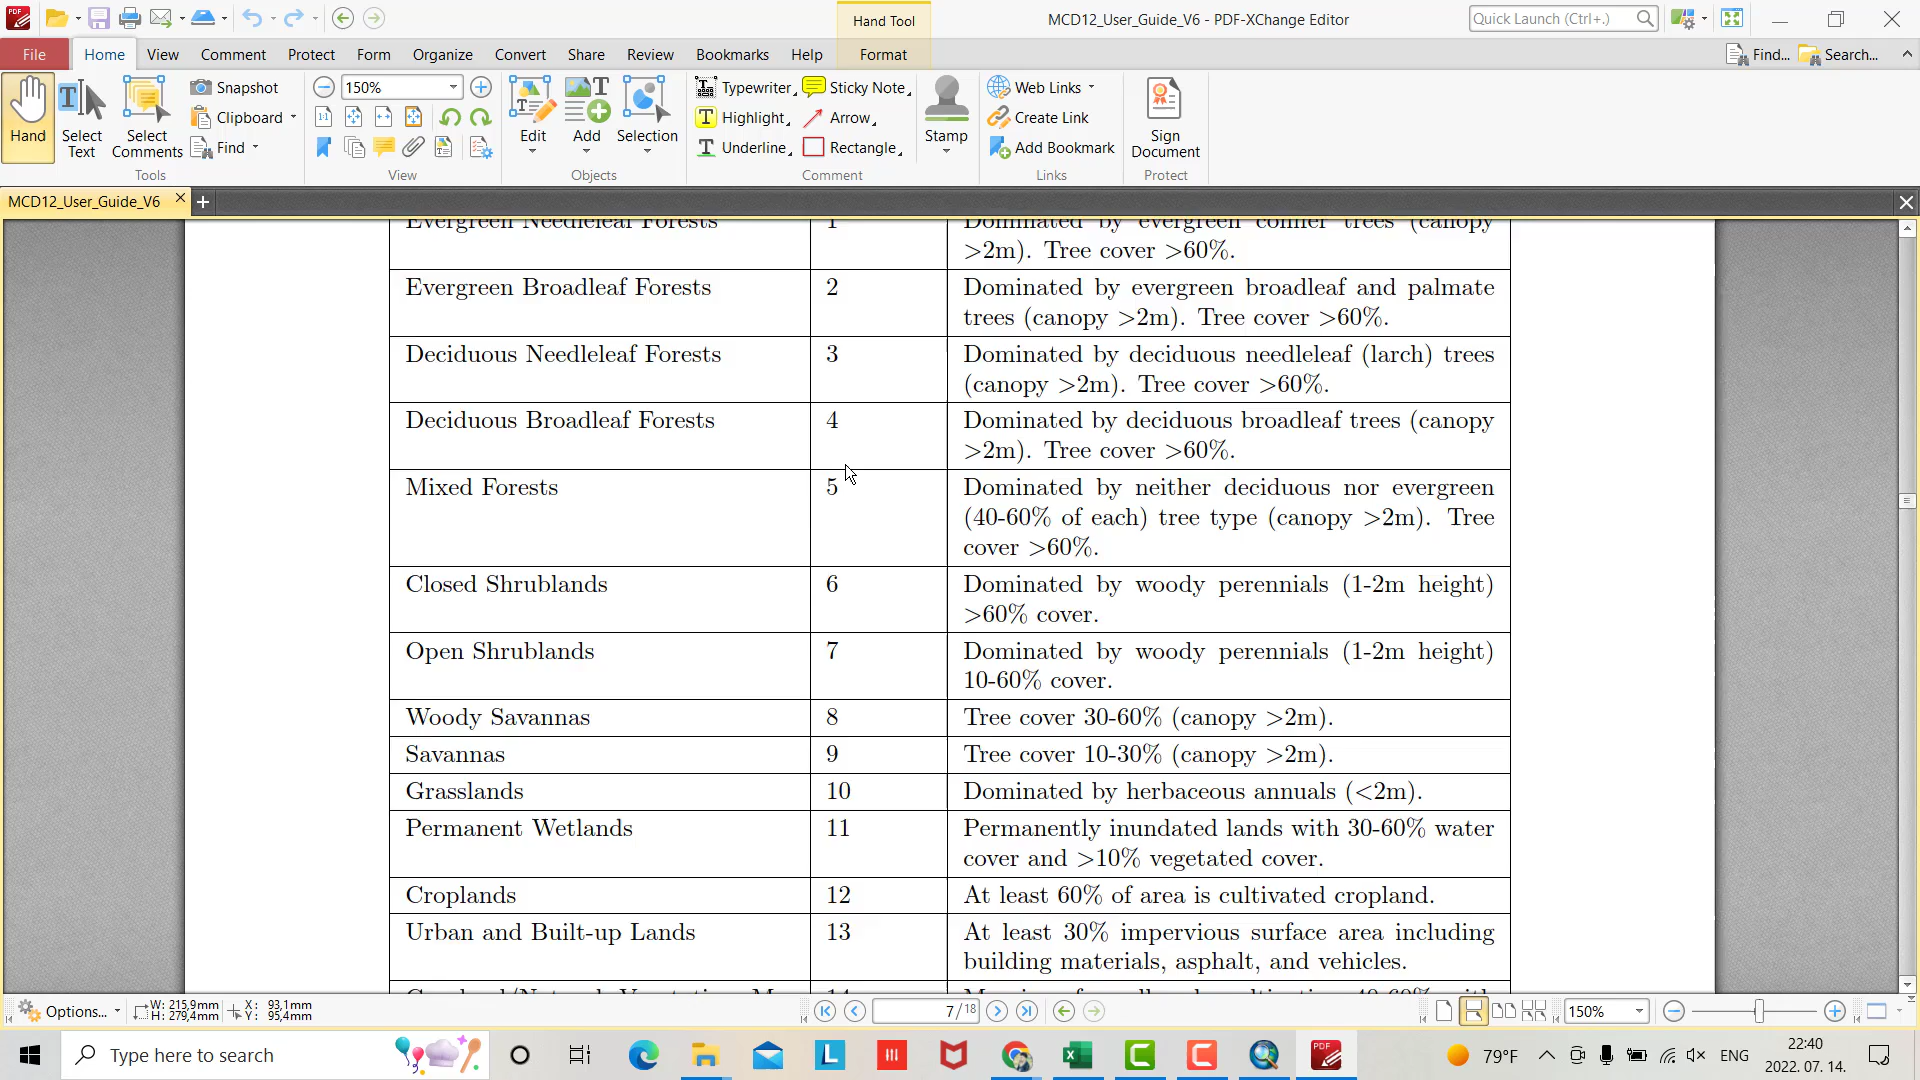 Hand Tool
MCD12_User_Guide_V6 - PDF-XChange Editor
Quick Launch (Ctrl+.)
File
Home
View
Comment
Protect
Form
Organize
Convert
Share
Review
Bookmarks
Help
Format
Find...
Search...
Hand
Select Text
Select Comments
Snapshot
Clipboard
Find
Tools
150%
View
Edit
Add
Selection
Objects
Typewriter
Highlight
Underline
Sticky Note
Arrow
Rectangle
Stamp
Comment
Web Links
Create Link
Add Bookmark
Links
Sign Document
Protect
MCD12_User_Guide_V6
Evergreen Needleleaf Forests 1 Dominated by evergreen conifer trees (canopy
>2m). Tree cover >60%.
Evergreen Broadleaf Forests 2 Dominated by evergreen broadleaf and palmate
trees (canopy >2m). Tree cover >60%.
Deciduous Needleleaf Forests 3 Dominated by deciduous needleleaf (larch) trees
(canopy >2m). Tree cover >60%.
Deciduous Broadleaf Forests 4 Dominated by deciduous broadleaf trees (canopy
>2m). Tree cover >60%.
Mixed Forests 5 Dominated by neither deciduous nor evergreen
(40-60% of each) tree type (canopy >2m). Tree
cover >60%.
Closed Shrublands 6 Dominated by woody perennials (1-2m height)
>60% cover.
Open Shrublands 7 Dominated by woody perennials (1-2m height)
10-60% cover.
Woody Savannas 8 Tree cover 30-60% (canopy >2m).
Savannas 9 Tree cover 10-30% (canopy >2m).
Grasslands 10 Dominated by herbaceous annuals (<2m).
Permanent Wetlands 11 Permanently inundated lands with 30-60% water
cover and >10% vegetated cover.
Croplands 12 At least 60% of area is cultivated cropland.
Urban and Built-up Lands 13 At least 30% impervious surface area including
building materials, asphalt, and vehicles.
Options...
W: 215,9mm
H: 279,4mm
X: 93,1mm
Y: 95,4mm
7 / 18
150%
Type here to search
79°F
ENG
22:40
2022. 07. 14.